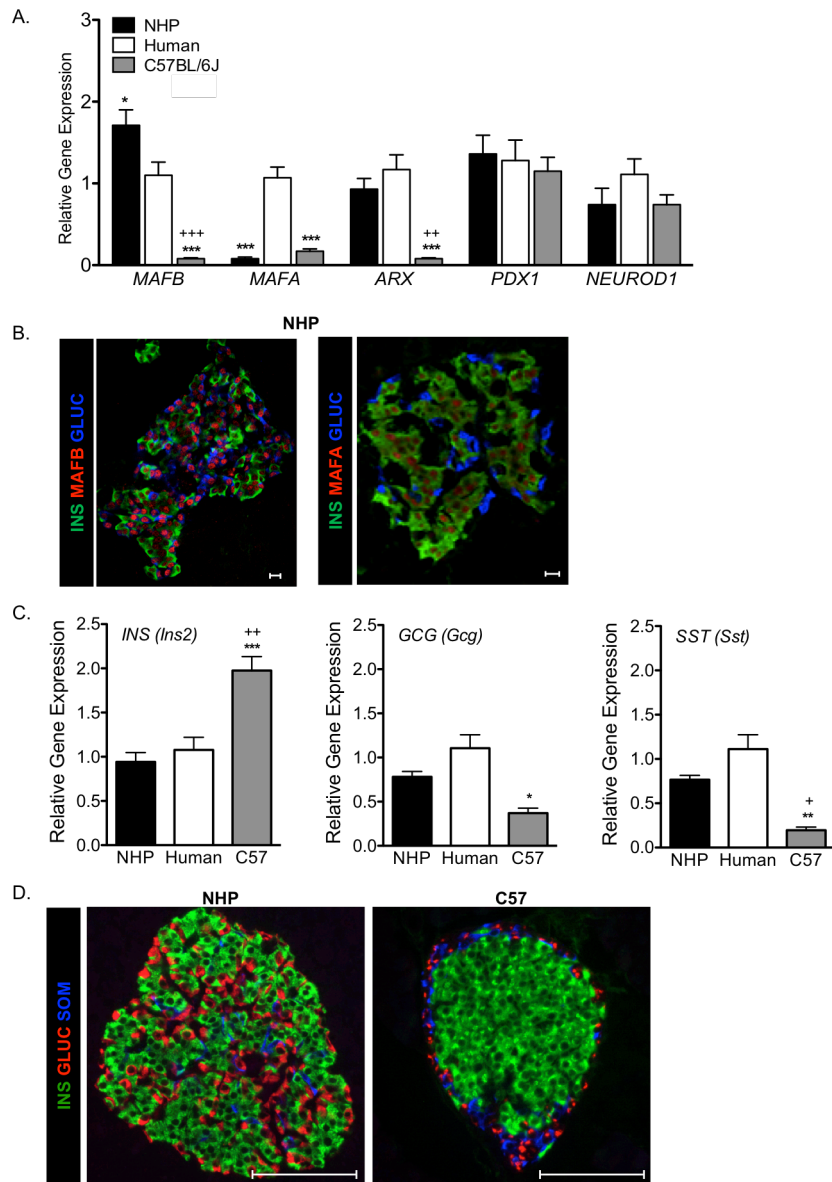 A.
3
2
1
0
Relative Gene Expression
NHP
Human
C57BL/6J
*
+++
***
***
***
++
***
MAFB MAFA ARX PDX1 NEUROD1
B.
NHP
INS MAFB GLUC
INS MAFA GLUC
C.
Relative Gene Expression
2.5
2.0
1.5
1.0
0.5
0.0
INS (Ins2)
++
***
NHP Human C57
Relative Gene Expression
2.5
2.0
1.5
1.0
0.5
0.0
GCG (Gcg)
*
NHP Human C57
Relative Gene Expression
2.5
2.0
1.5
1.0
0.5
0.0
SST (Sst)
+
**
NHP Human C57
D.
NHP
C57
INS GLUC SOM